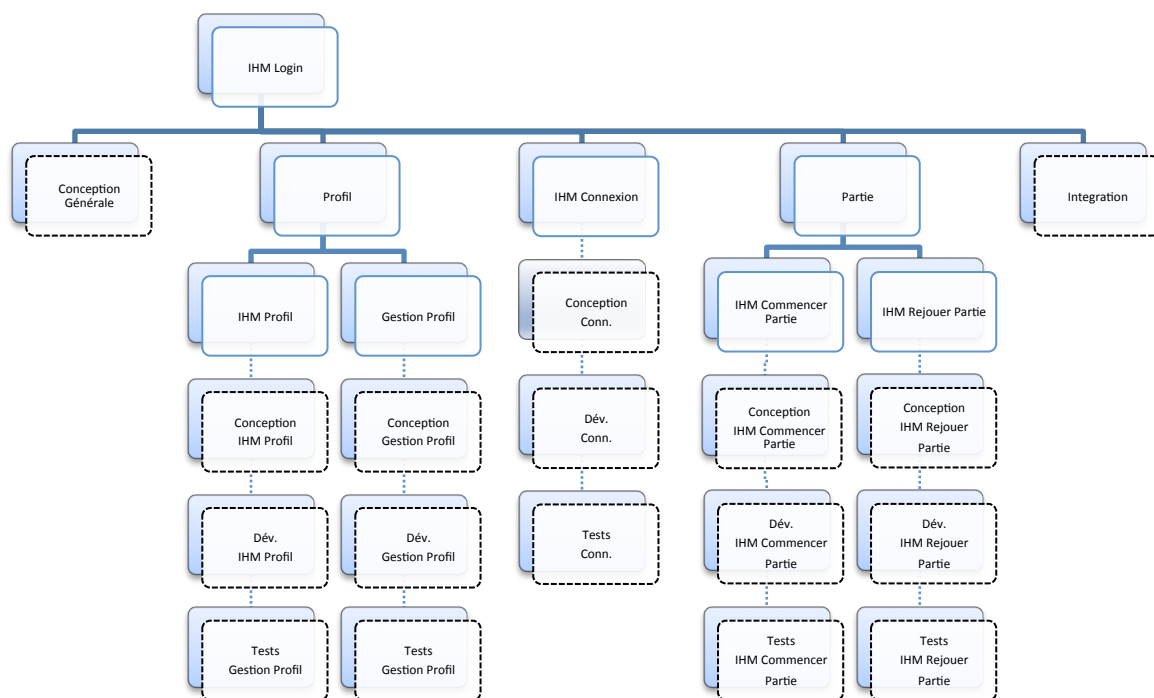 IHM Login
Conception
Générale
Profil
IHM Connexion
Partie
Integration
IHM Profil
Gestion Profil
Conception
Conn.
IHM Commencer
Partie
IHM Rejouer Partie
Conception
IHM Profil
Conception
Gestion Profil
Dév.
Conn.
Conception
IHM Commencer
Partie
Conception
IHM Rejouer
Partie
Dév.
IHM Profil
Dév.
Gestion Profil
Tests
Conn.
Dév.
IHM Commencer
Partie
Dév.
IHM Rejouer
Partie
Tests
Gestion Profil
Tests
Gestion Profil
Tests
IHM Commencer
Partie
Tests
IHM Rejouer
Partie